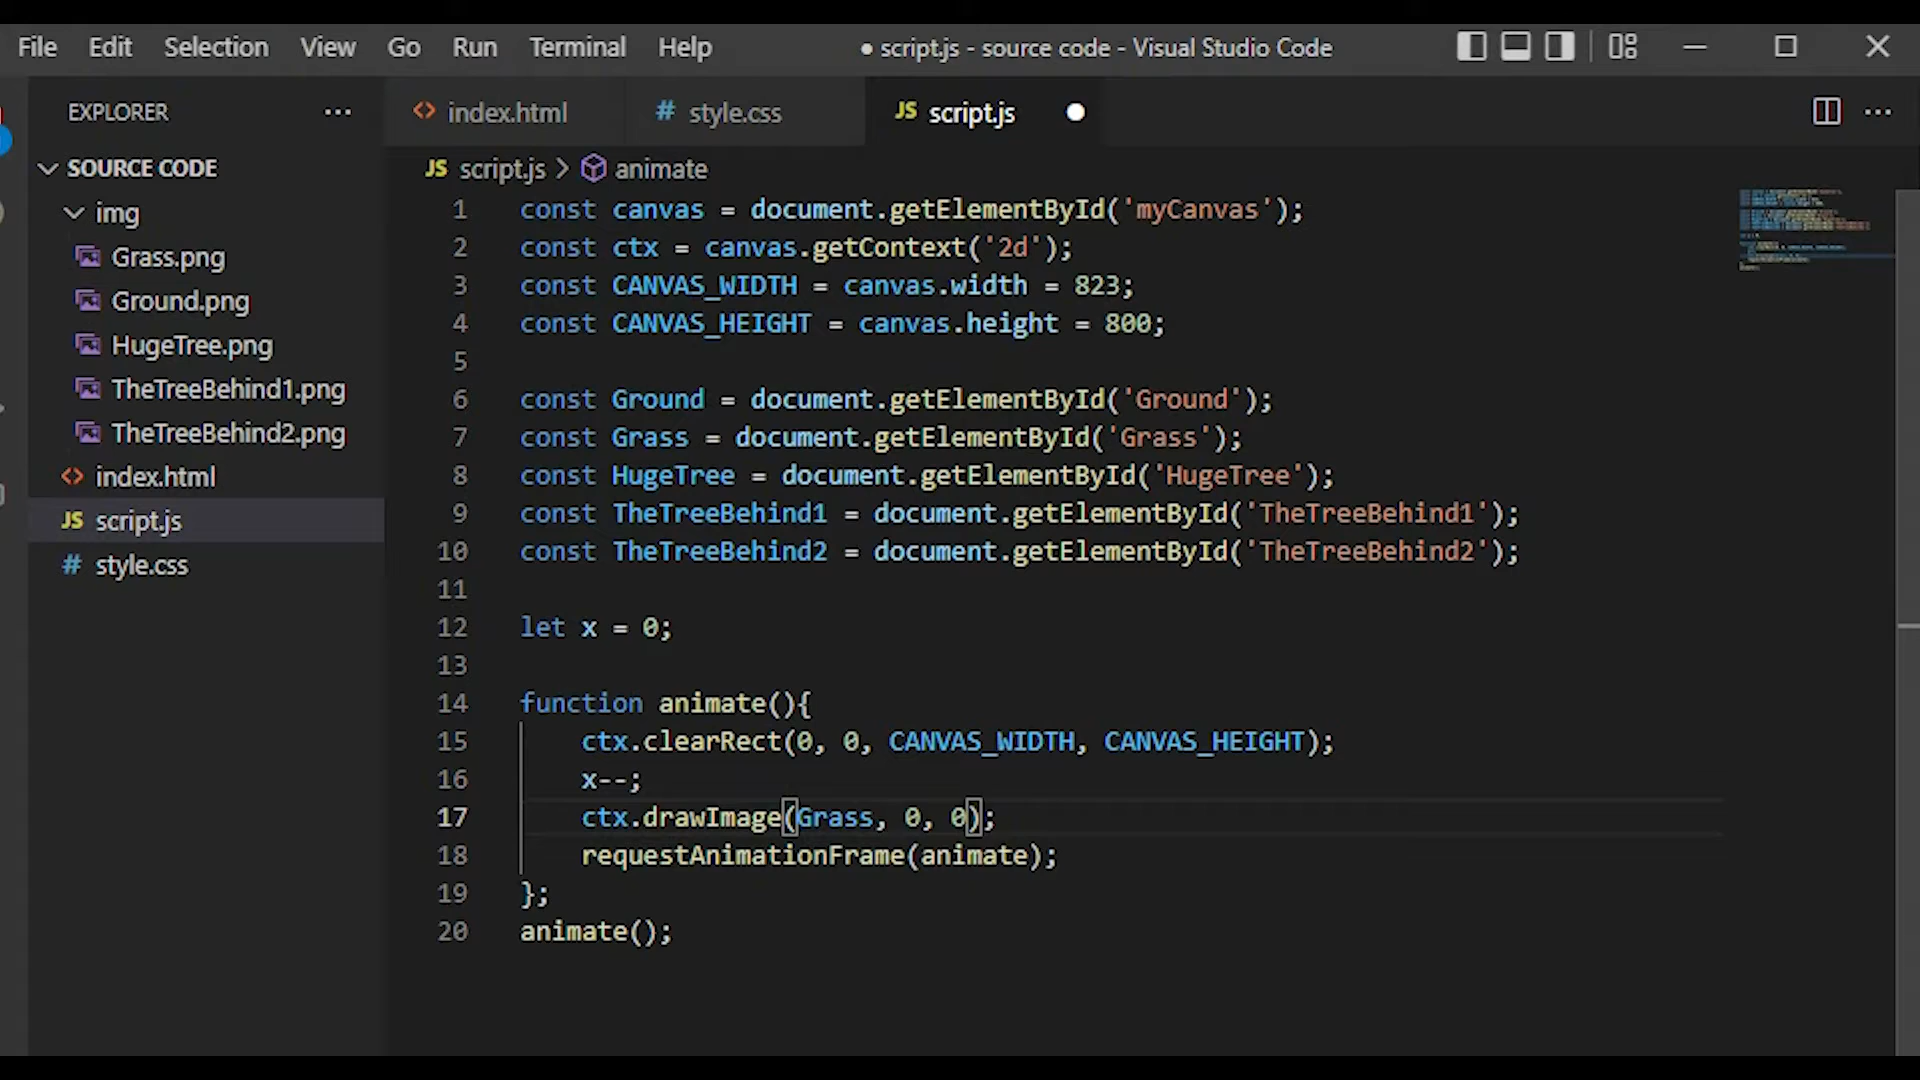 File Edit Selection View Go Run Terminal Help ● script.js - source code - Visual Studio Code
EXPLORER ...
SOURCE CODE
img
Grass.png
Ground.png
HugeTree.png
TheTreeBehind1.png
TheTreeBehind2.png
index.html
JS script.js
# style.css
<> index.html # style.css JS script.js ●
JS script.js > animate
1 const canvas = document.getElementById('myCanvas');
2 const ctx = canvas.getContext('2d');
3 const CANVAS_WIDTH = canvas.width = 823;
4 const CANVAS_HEIGHT = canvas.height = 800;
5
6 const Ground = document.getElementById('Ground');
7 const Grass = document.getElementById('Grass');
8 const HugeTree = document.getElementById('HugeTree');
9 const TheTreeBehind1 = document.getElementById('TheTreeBehind1');
10 const TheTreeBehind2 = document.getElementById('TheTreeBehind2');
11
12 let x = 0;
13
14 function animate(){
15     ctx.clearRect(0, 0, CANVAS_WIDTH, CANVAS_HEIGHT);
16     x--;
17     ctx.drawImage(Grass, 0, 0);
18     requestAnimationFrame(animate);
19 };
20 animate();